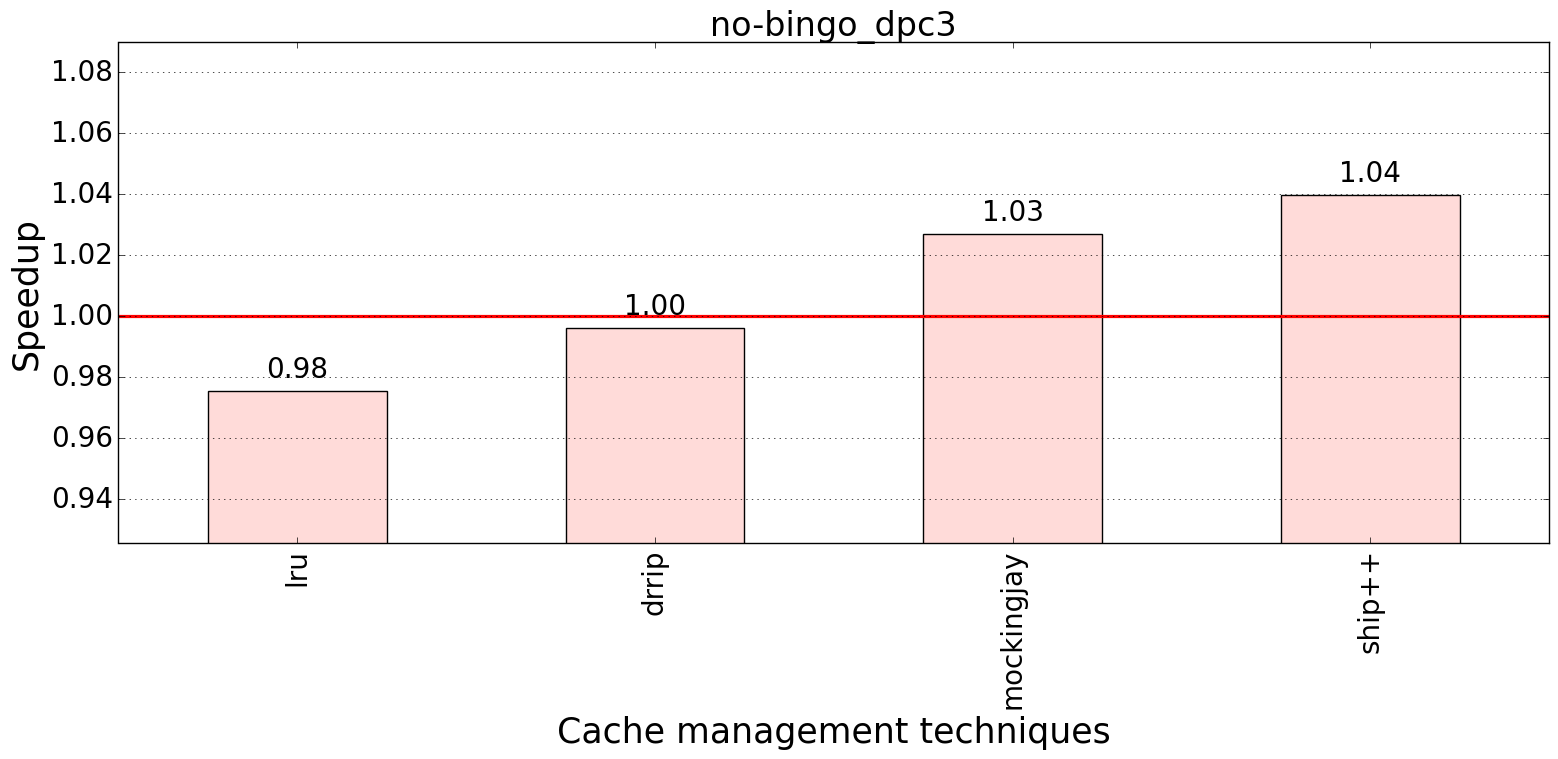 no-bingo_dpc3
1.08
1.06
1.04
1.02
1.00
0.98
0.96
0.94
Speedup
0.98
1.00
1.03
1.04
lru
drrip
mockingjay
ship++
Cache management techniques